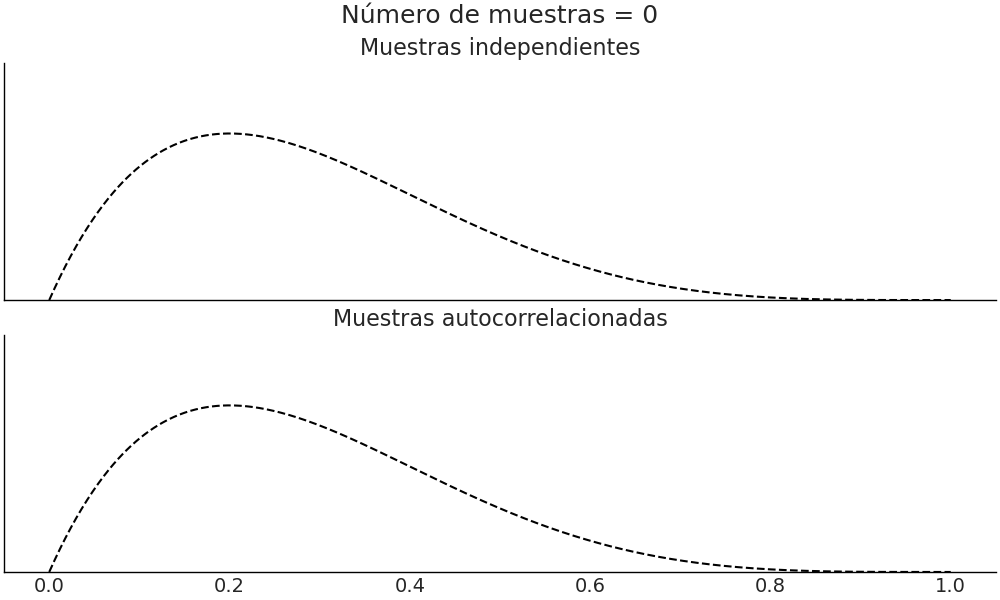 Número de muestras = 0
Muestras independientes
Muestras autocorrelacionadas
0.0 0.2 0.4 0.6 0.8 1.0